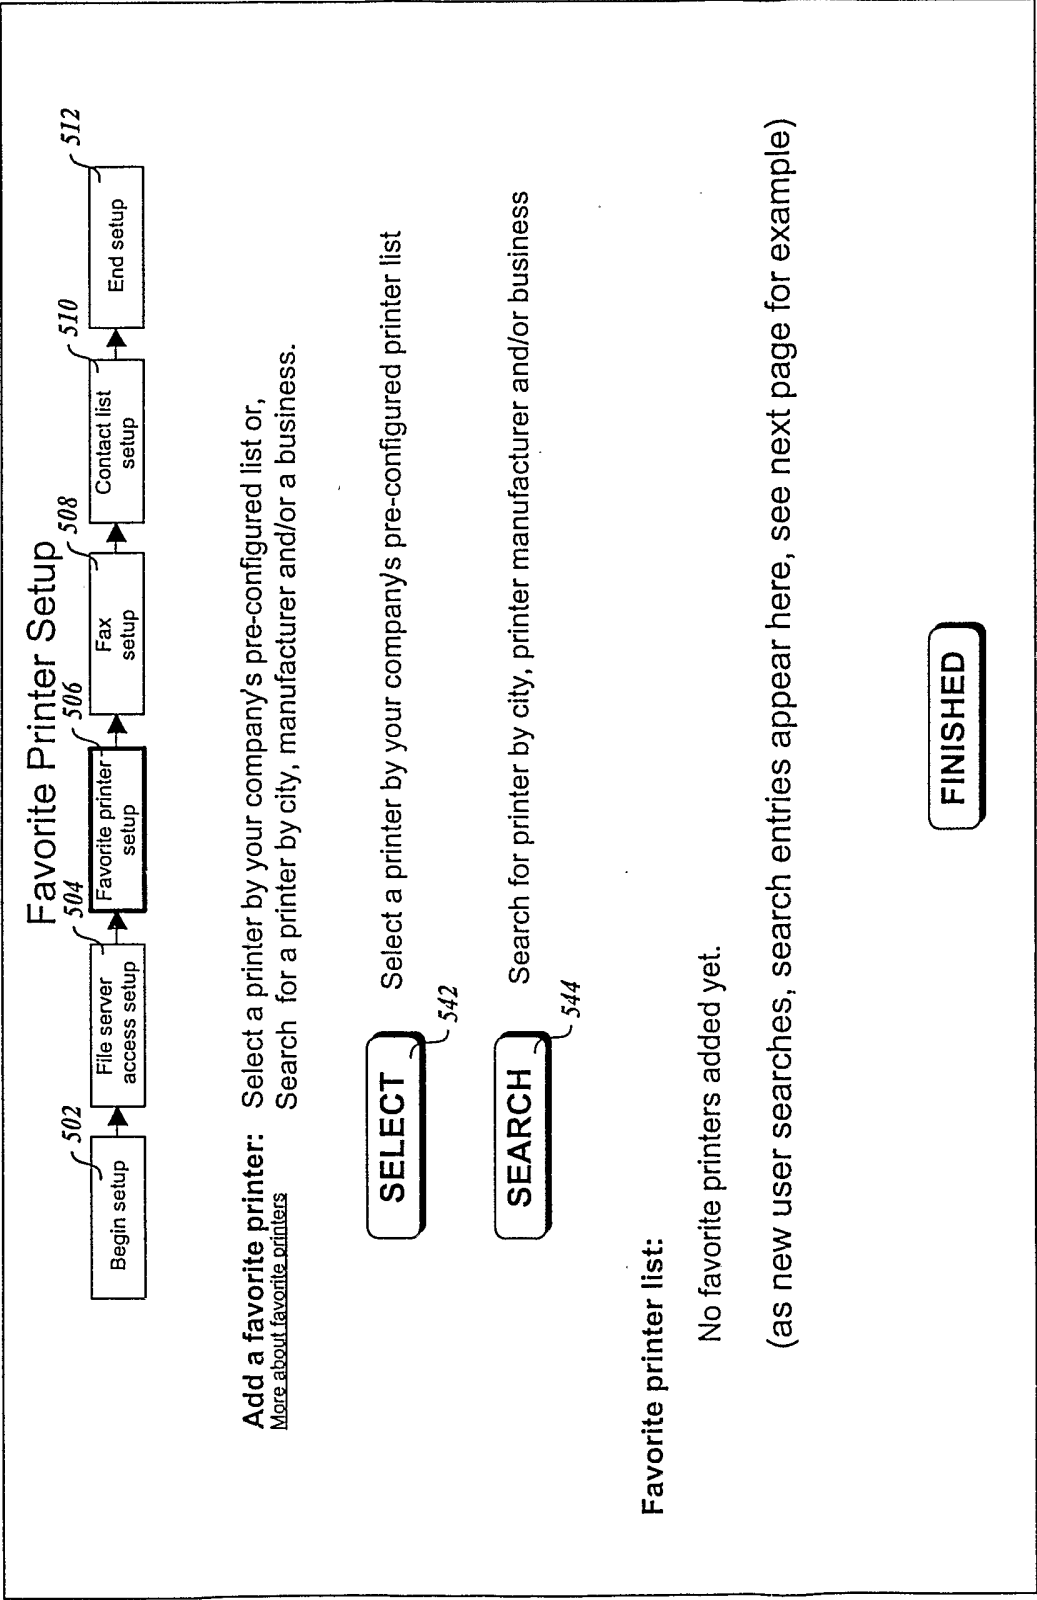 Favorite Printer Setup
502
504
506
508
510
512
Begin setup
File server
access setup
Favorite printer
setup
Fax
setup
Contact list
setup
End setup
Add a favorite printer: Select a printer by your company's pre-configured list or,
More about favorite printers Search for a printer by city, manufacturer and/or a business.
SELECT Select a printer by your company's pre-configured printer list
542
SEARCH Search for printer by city, printer manufacturer and/or business
544
Favorite printer list:
No favorite printers added yet.
(as new user searches, search entries appear here, see next page for example)
FINISHED